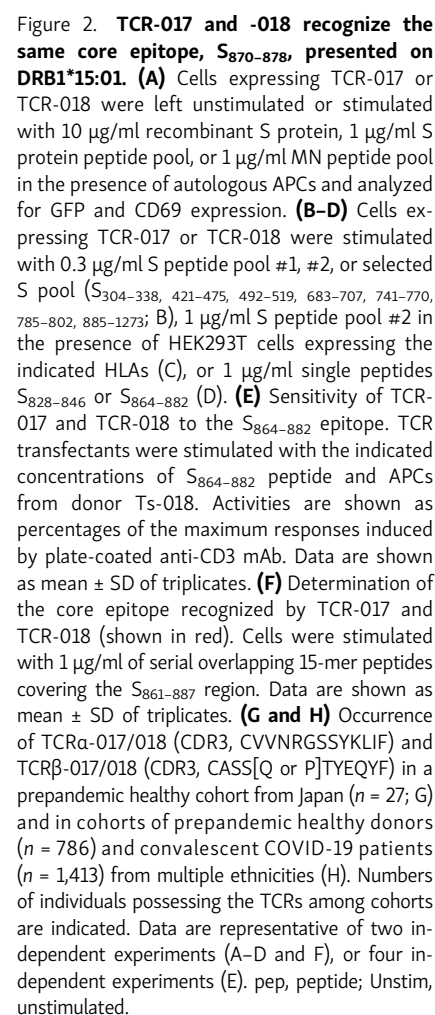 Figure 2. TCR-017 and -018 recognize the
same core epitope, S870–878, presented on
DRB1*15:01. (A) Cells expressing TCR-017 or
TCR-018 were left unstimulated or stimulated
with 10 μg/ml recombinant S protein, 1 μg/ml S
protein peptide pool, or 1 μg/ml MN peptide pool
in the presence of autologous APCs and analyzed
for GFP and CD69 expression. (B–D) Cells ex-
pressing TCR-017 or TCR-018 were stimulated
with 0.3 μg/ml S peptide pool #1, #2, or selected
S pool (S304–338, 421–475, 492–519, 683–707, 741–770,
785–802, 885–1273; B), 1 μg/ml S peptide pool #2 in
the presence of HEK293T cells expressing the
indicated HLAs (C), or 1 μg/ml single peptides
S828–846 or S864–882 (D). (E) Sensitivity of TCR-
017 and TCR-018 to the S864–882 epitope. TCR
transfectants were stimulated with the indicated
concentrations of S864–882 peptide and APCs
from donor Ts-018. Activities are shown as
percentages of the maximum responses induced
by plate-coated anti-CD3 mAb. Data are shown
as mean ± SD of triplicates. (F) Determination of
the core epitope recognized by TCR-017 and
TCR-018 (shown in red). Cells were stimulated
with 1 μg/ml of serial overlapping 15-mer peptides
covering the S861–887 region. Data are shown as
mean ± SD of triplicates. (G and H) Occurrence
of TCRα-017/018 (CDR3, CVVNRGSSYKLIF) and
TCRβ-017/018 (CDR3, CASS[Q or P]TYEQYF) in a
prepandemic healthy cohort from Japan (n = 27; G)
and in cohorts of prepandemic healthy donors
(n = 786) and convalescent COVID-19 patients
(n = 1,413) from multiple ethnicities (H). Numbers
of individuals possessing the TCRs among cohorts
are indicated. Data are representative of two in-
dependent experiments (A–D and F), or four in-
dependent experiments (E). pep, peptide; Unstim,
unstimulated.